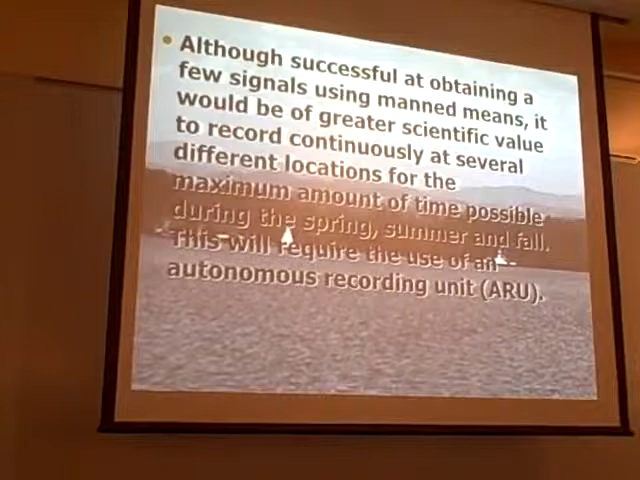 Although successful at obtaining a
few signals using manned means, it
would be of greater scientific value
to record continuously at several
different locations for the
maximum amount of time possible
during the spring, summer and fall.
This will require the use of an
autonomous recording unit (ARU).